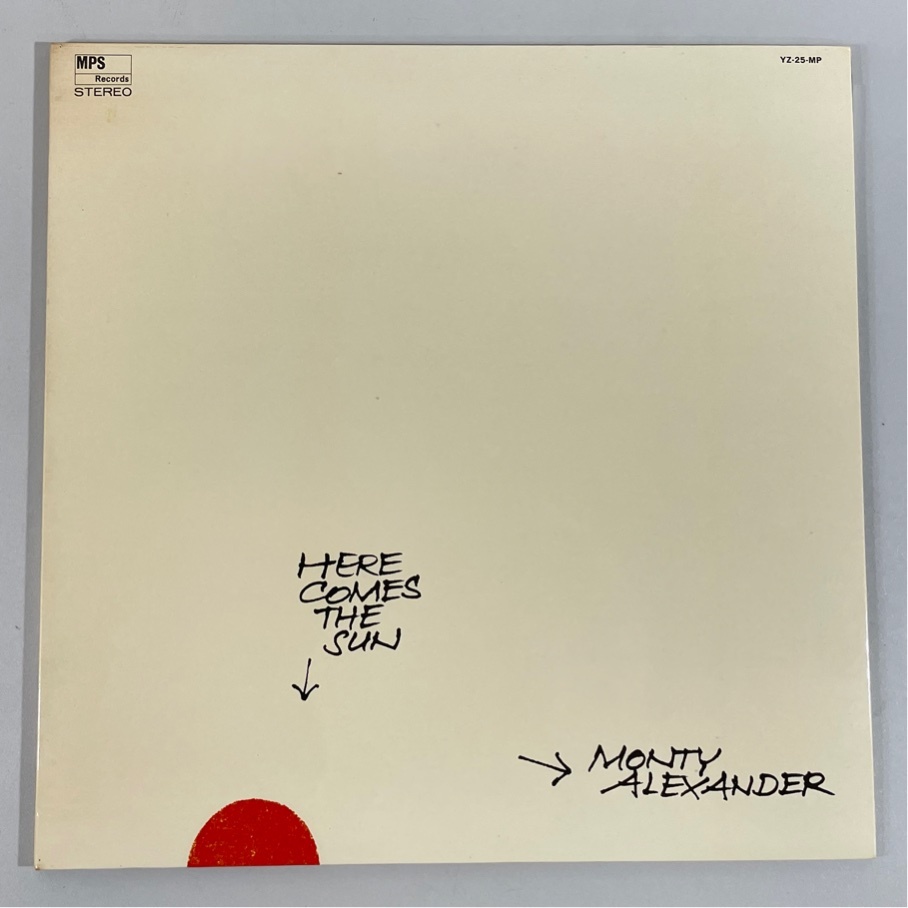 MPS
Records
STEREO
YZ-25-MP
HERE
COMES
THE
SUN
MONTY
ALEXANDER